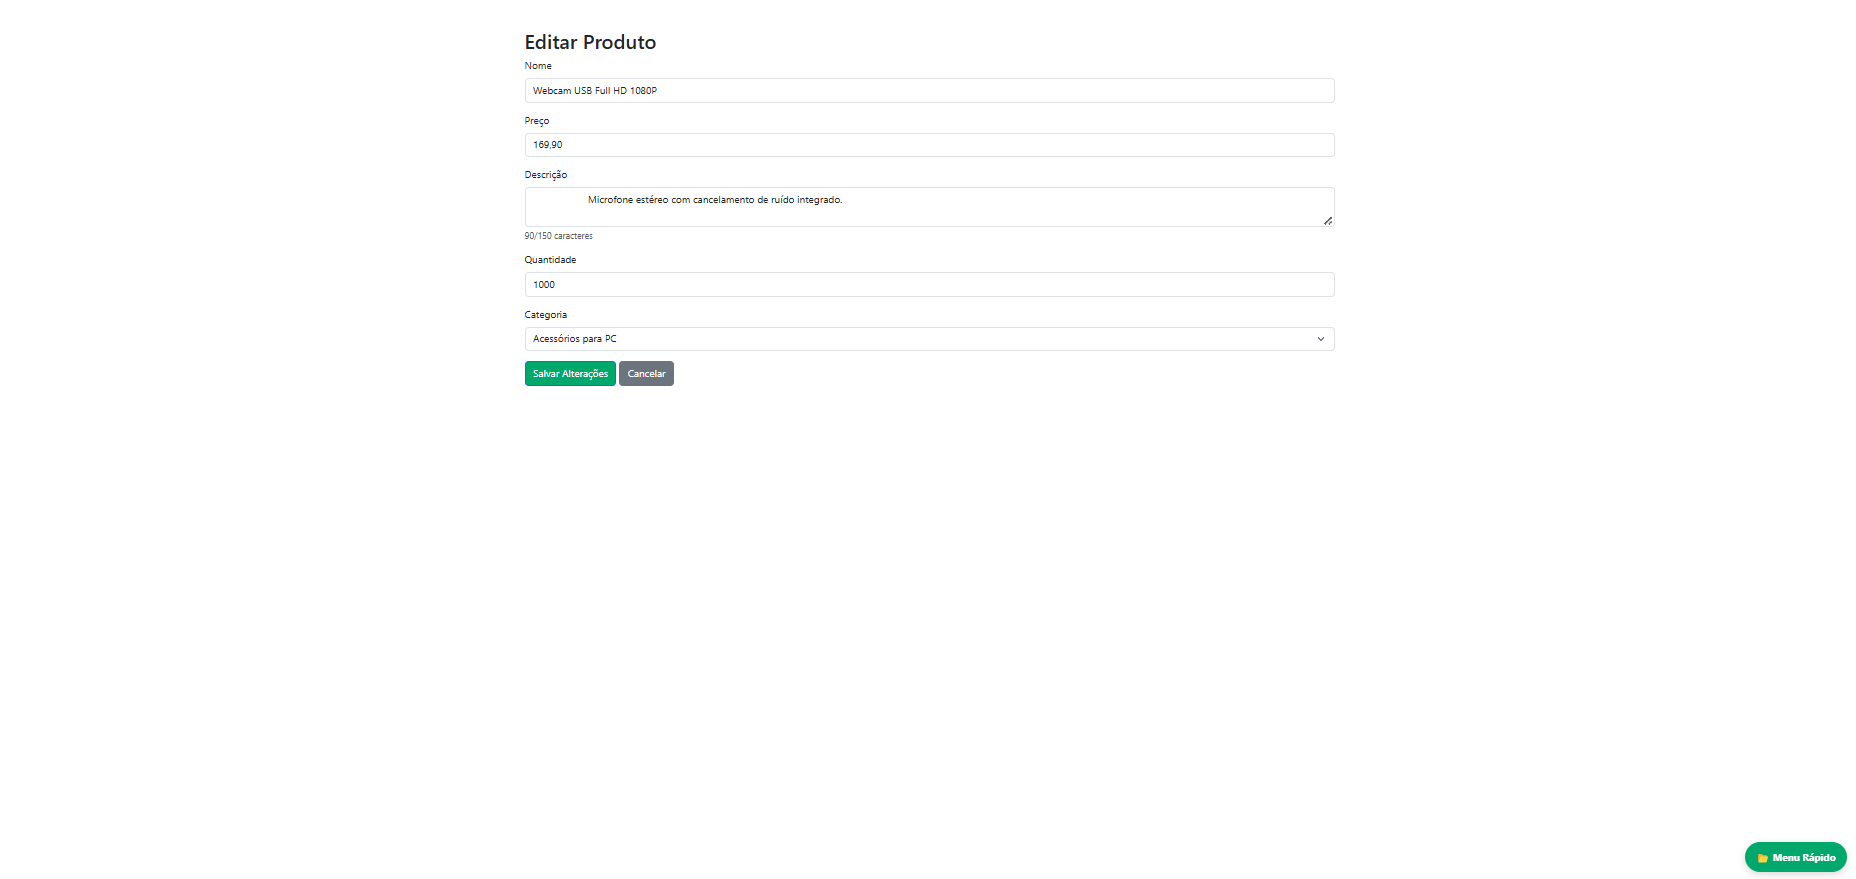 Editar Produto
Nome
Webcam USB Full HD 1080P
Preço
169,90
Descrição
Microfone estéreo com cancelamento de ruído integrado.
90/150 caracteres
Quantidade
1000
Categoria
Acessórios para PC
Salvar Alterações Cancelar
Menu Rápido